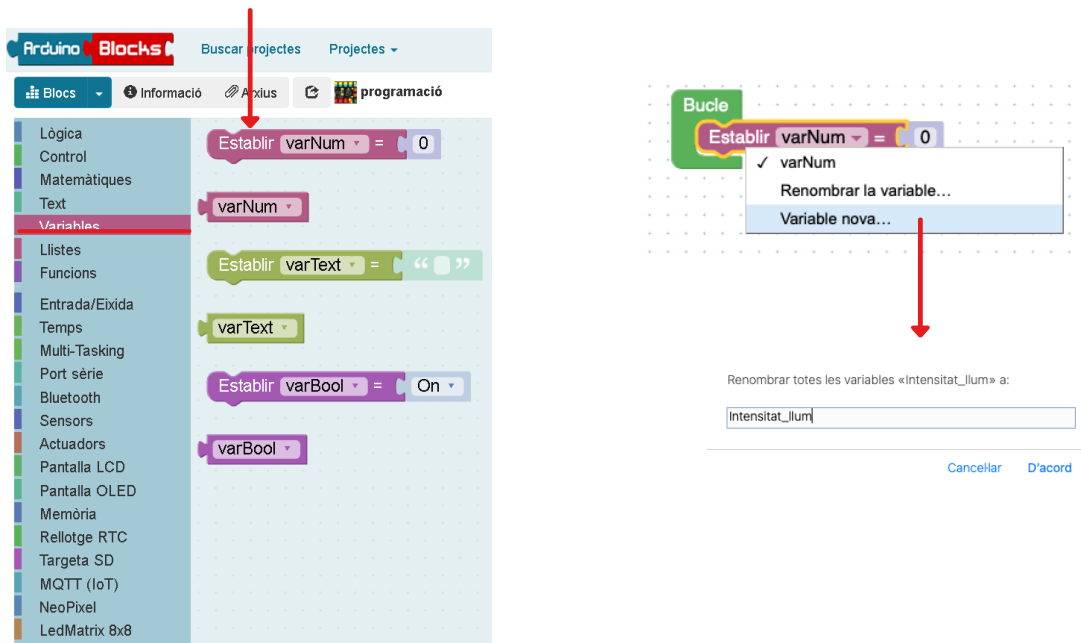 Arduino Blocks
Buscar projectes
Projectes
Blocs
Informació
Arxius
programació
Lògica
Control
Matemàtiques
Text
Variables
Llistes
Funcions
Entrada/Eixida
Temps
Multi-Tasking
Port sèrie
Bluetooth
Sensors
Actuadors
Pantalla LCD
Pantalla OLED
Memòria
Rellotge RTC
Targeta SD
MQTT (IoT)
NeoPixel
LedMatrix 8x8
Establir varNum = 0
varNum
Establir varText = “ ”
varText
Establir varBool = On
varBool
Bucle
Establir varNum = 0
✓ varNum
Renombrar la variable...
Variable nova...
Renombrar totes les variables «Intensitat_llum» a:
Intensitat_llum
Cancel·lar
D'acord